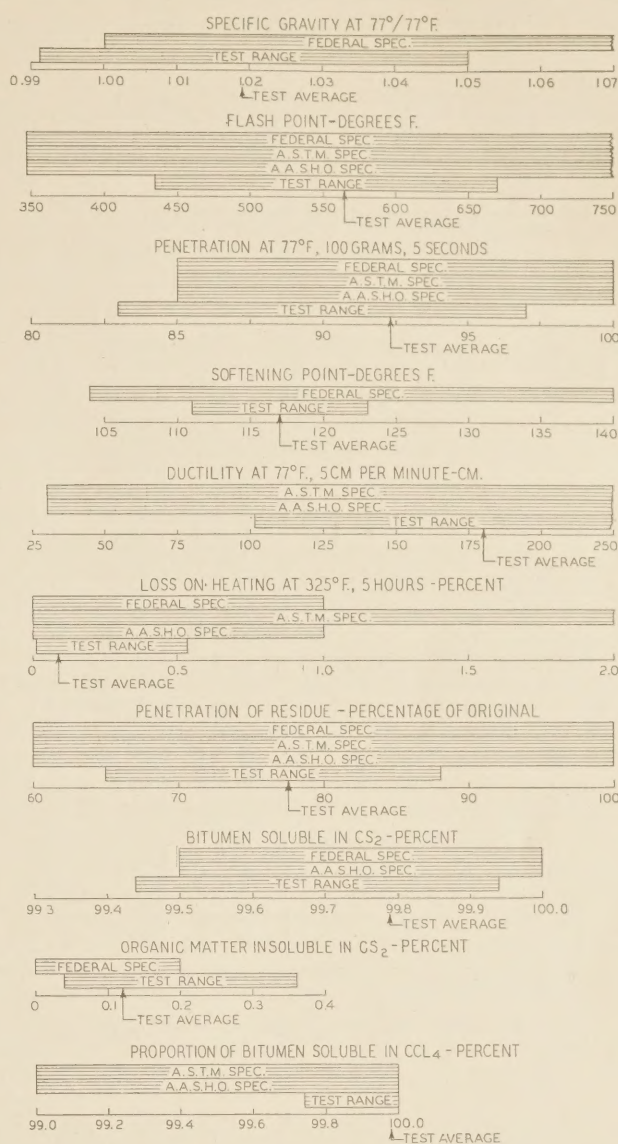 SPECIFIC GRAVITY AT 77°/77°F.
FEDERAL SPEC.
TEST RANGE
0.99 1.00 1.01 1.02 1.03 1.04 1.05 1.06 1.07
TEST AVERAGE
FLASH POINT-DEGREES F.
FEDERAL SPEC.
A.S.T.M. SPEC.
A.A.S.H.O. SPEC.
TEST RANGE
350 400 450 500 550 600 650 700 750
TEST AVERAGE
PENETRATION AT 77°F, 100 GRAMS, 5 SECONDS
FEDERAL SPEC.
A.S.T.M. SPEC.
A.A.S.H.O. SPEC.
TEST RANGE
80 85 90 95 100
TEST AVERAGE
SOFTENING POINT-DEGREES F.
FEDERAL SPEC.
TEST RANGE
105 110 115 120 125 130 135 140
TEST AVERAGE
DUCTILITY AT 77°F., 5 CM PER MINUTE-CM.
A.S.T.M. SPEC.
A.A.S.H.O. SPEC.
TEST RANGE
25 50 75 100 125 150 175 200 250
TEST AVERAGE
LOSS ON HEATING AT 325°F., 5 HOURS - PERCENT
FEDERAL SPEC.
A.S.T.M. SPEC.
A.A.S.H.O. SPEC.
TEST RANGE
0 0.5 1.0 1.5 2.0
TEST AVERAGE
PENETRATION OF RESIDUE - PERCENTAGE OF ORIGINAL
FEDERAL SPEC.
A.S.T.M. SPEC.
A.A.S.H.O. SPEC.
TEST RANGE
60 70 80 90 100
TEST AVERAGE
BITUMEN SOLUBLE IN CS2 - PERCENT
FEDERAL SPEC.
A.A.S.H.O. SPEC.
TEST RANGE
99.3 99.4 99.5 99.6 99.7 99.8 99.9 100.0
TEST AVERAGE
ORGANIC MATTER INSOLUBLE IN CS2 - PERCENT
FEDERAL SPEC.
TEST RANGE
0 0.1 0.2 0.3 0.4
TEST AVERAGE
PROPORTION OF BITUMEN SOLUBLE IN CCL4 - PERCENT
A.S.T.M. SPEC.
A.A.S.H.O. SPEC.
TEST RANGE
99.0 99.2 99.4 99.6 99.8 100.0
TEST AVERAGE